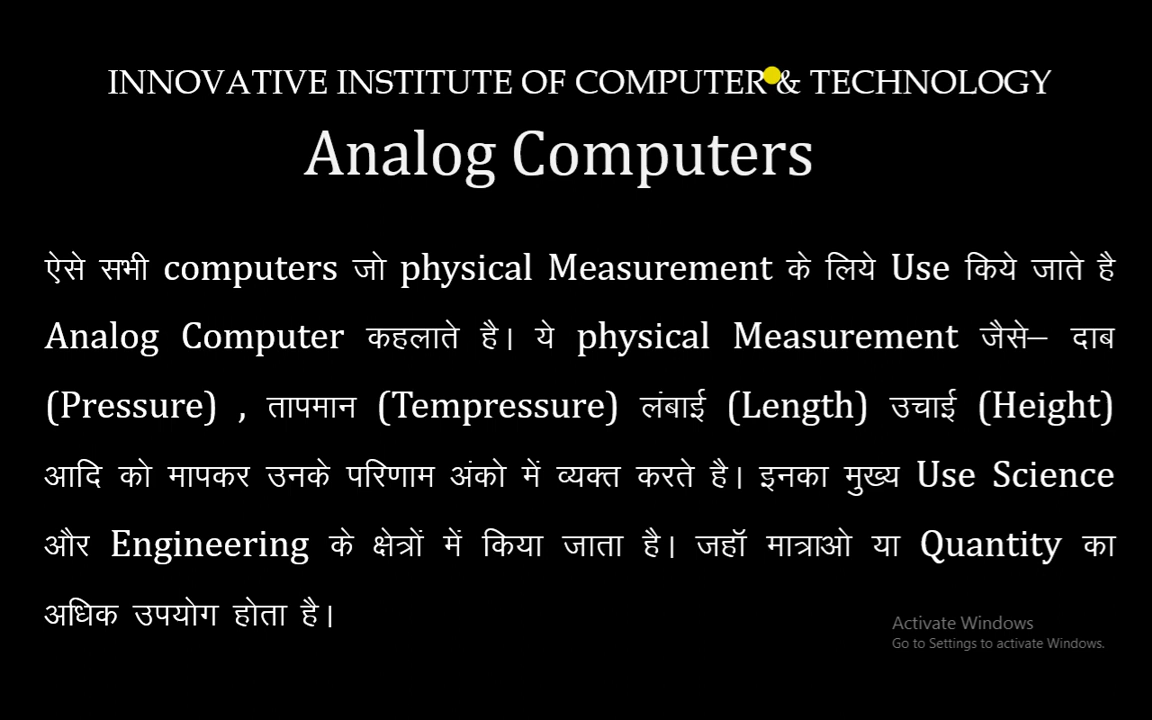 INNOVATIVE INSTITUTE OF COMPUTER & TECHNOLOGY
Analog Computers
ऐसे सभी computers जो physical Measurement के लिये Use किये जाते है
Analog Computer कहलाते है। ये physical Measurement जैसे– दाब
(Pressure) , तापमान (Tempressure) लंबाई (Length) उचाई (Height)
आदि को मापकर उनके परिणाम अंको में व्यक्त करते है। इनका मुख्य Use Science
और Engineering के क्षेत्रों में किया जाता है। जहॉ मात्राओ या Quantity का
अधिक उपयोग होता है।
Activate Windows
Go to Settings to activate Windows.